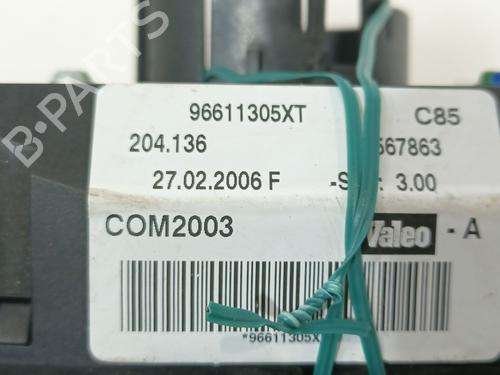 B-PARTS
96611305XT C85
204.136 567863
27.02.2006 F 3.00
COM2003 Valeo - A
*96611305X